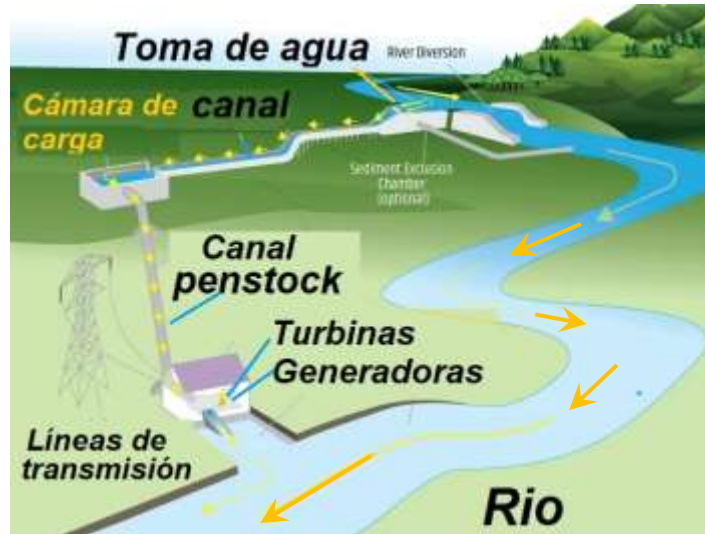 Toma de agua
River Diversion
Cámara de
carga
canal
Sediment Exclusion
Chamber
(optional)
Canal
penstock
Turbinas
Generadoras
Líneas de
transmisión
Rio